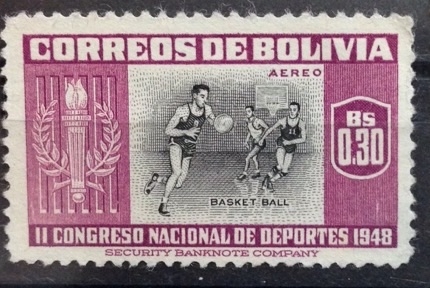 CORREOS DE BOLIVIA
AEREO
BS
0.30
BASKET BALL
II CONGRESO NACIONAL DE DEPORTES 1948
SECURITY BANKNOTE COMPANY